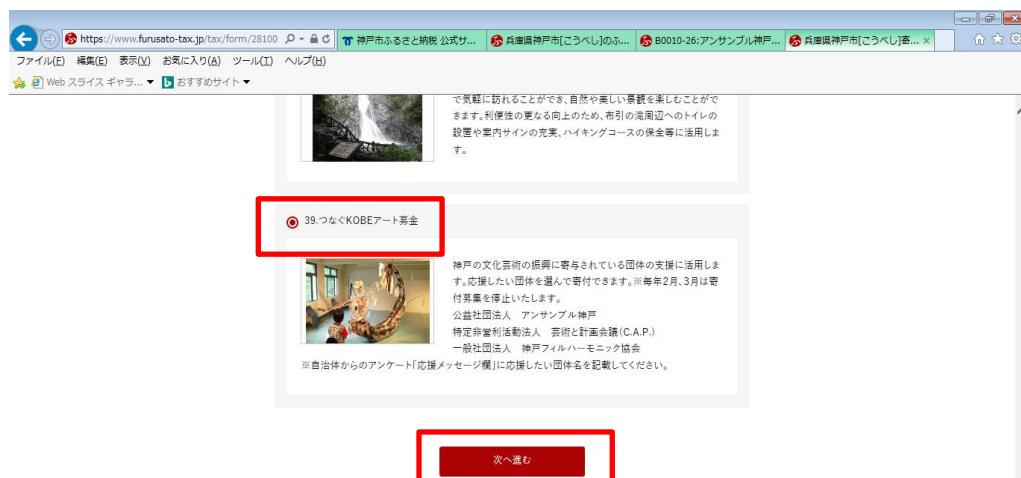 https://www.furusato-tax.jp/tax/form/28100
神戸市ふるさと納税 公式サ...
兵庫県神戸市[こうべし]のふ...
B0010-26:アンサンブル神戸...
兵庫県神戸市[こうべし]寄...
ファイル(F) 編集(E) 表示(V) お気に入り(A) ツール(T) ヘルプ(H)
Web スライス ギャラ... おすすめサイト
で気軽に訪れることができ、自然や美しい景観を楽しむことがで
きます。利便性の更なる向上のため、布引の滝周辺へのトイレの
設置や案内サインの充実、ハイキングコースの保全等に活用しま
す。
39.つなぐKOBEアート募金
神戸の文化芸術の振興に寄与されている団体の支援に活用しま
す。応援したい団体を選んで寄付できます。※毎年2月、3月は寄
付募集を停止いたします。
公益社団法人 アンサンブル神戸
特定非営利活動法人 芸術と計画会議(C.A.P.)
一般社団法人 神戸フィルハーモニック協会
※自治体からのアンケート「応援メッセージ欄」に応援したい団体名を記載してください。
次へ進む